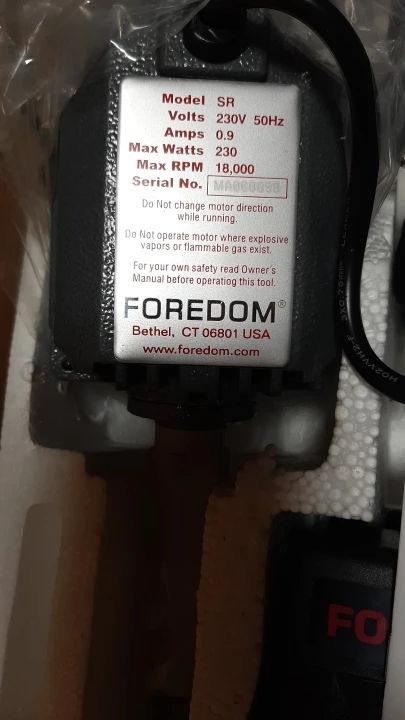 Model SR
Volts 230V 50Hz
Amps 0.9
Max Watts 230
Max RPM 18,000
Serial No.
Do Not change motor direction
while running.
Do Not operate motor where explosive
vapors or flammable gas exist.
For your own safety read Owner's
Manual before operating this tool.
FOREDOM®
Bethel, CT 06801 USA
www.foredom.com
H02VVH2-F
FO